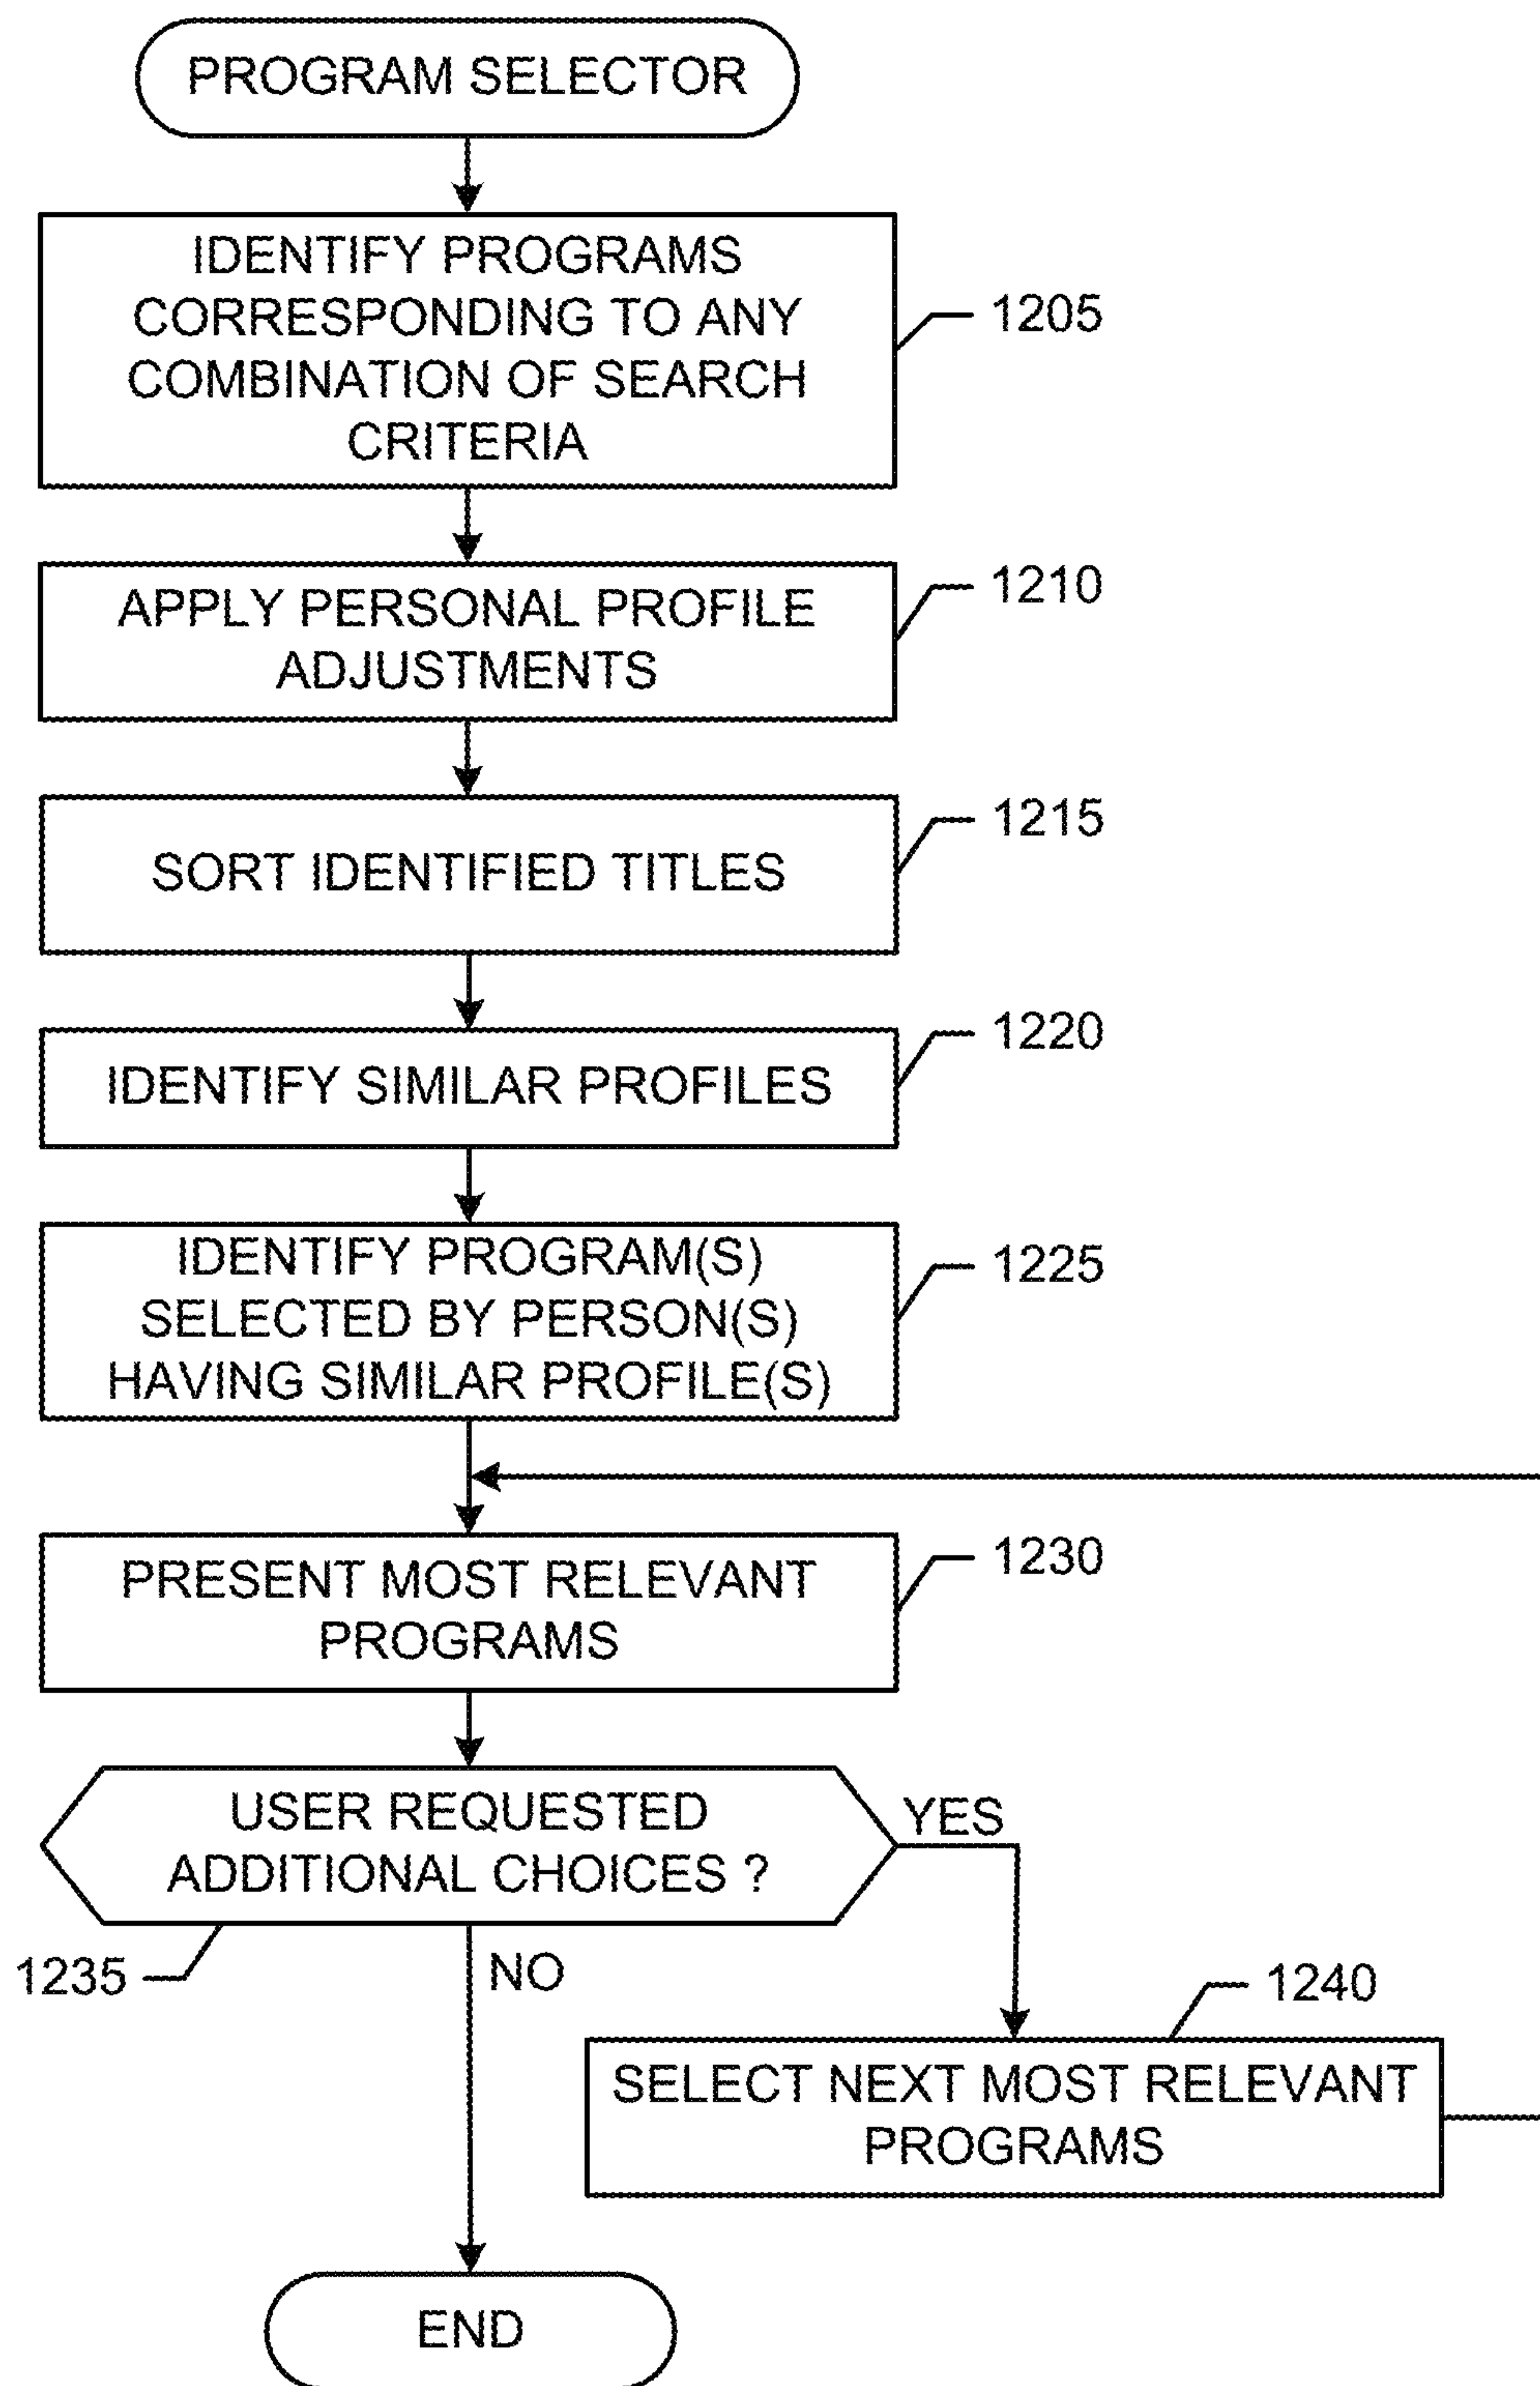 PROGRAM SELECTOR
IDENTIFY PROGRAMS
CORRESPONDING TO ANY
COMBINATION OF SEARCH
CRITERIA
1205
APPLY PERSONAL PROFILE
ADJUSTMENTS
1210
SORT IDENTIFIED TITLES
1215
IDENTIFY SIMILAR PROFILES
1220
IDENTIFY PROGRAM(S)
SELECTED BY PERSON(S)
HAVING SIMILAR PROFILE(S)
1225
PRESENT MOST RELEVANT
PROGRAMS
1230
USER REQUESTED
ADDITIONAL CHOICES ?
YES
1235
NO
1240
SELECT NEXT MOST RELEVANT
PROGRAMS
END